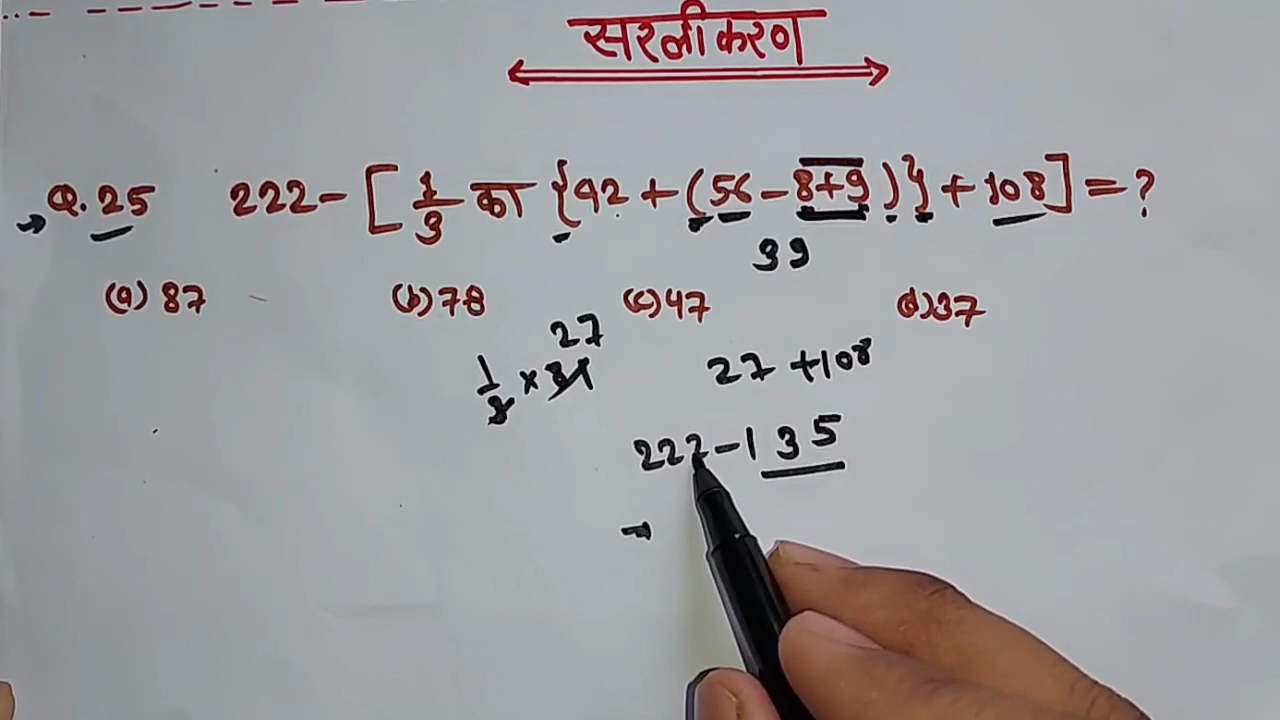 सरलीकरण
Q. 25 222 - [ 1/3 का {42 + (56 - 8+9)} + 108 ] = ?
39
(a) 87 (b) 78 (c) 47 (d) 37
27
1/3 × 81 27 + 108
222 - 135